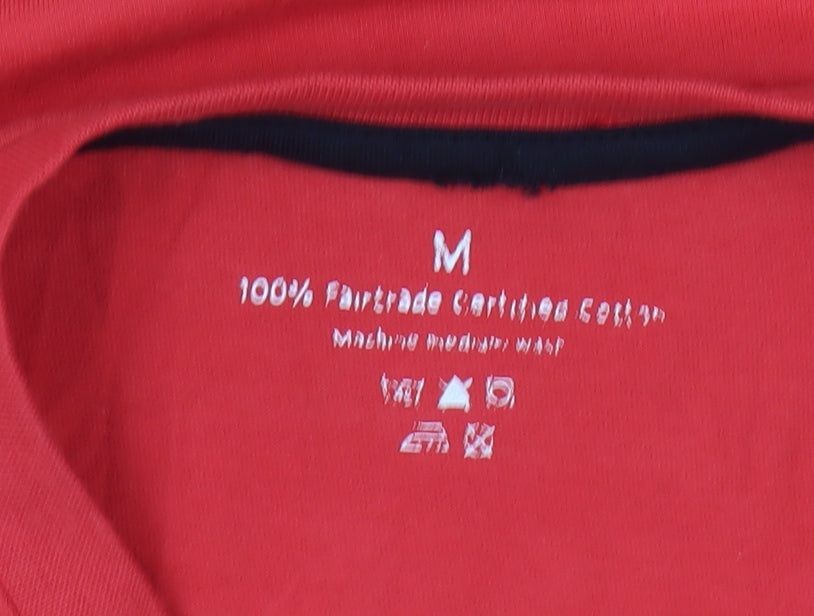 M
100% Fairtrade Certified Cotton
Machine medium wash